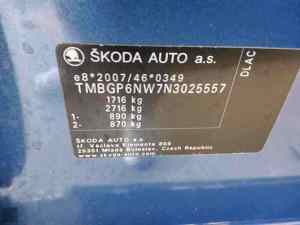 ŠKODA AUTO a.s.
DLAC
e8*2007/46*0349
TMBGP6NW7N3025557
1716 kg
2716 kg
1- 890 kg
2- 870 kg
ŠKODA AUTO a.s.
tř. Václava Klementa 869
29301 Mladá Boleslav, Czech Republic
www.skoda-auto.com